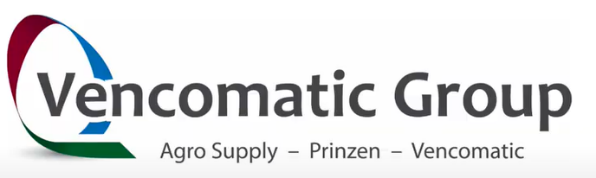 Vencomatic Group
Agro Supply – Prinzen – Vencomatic